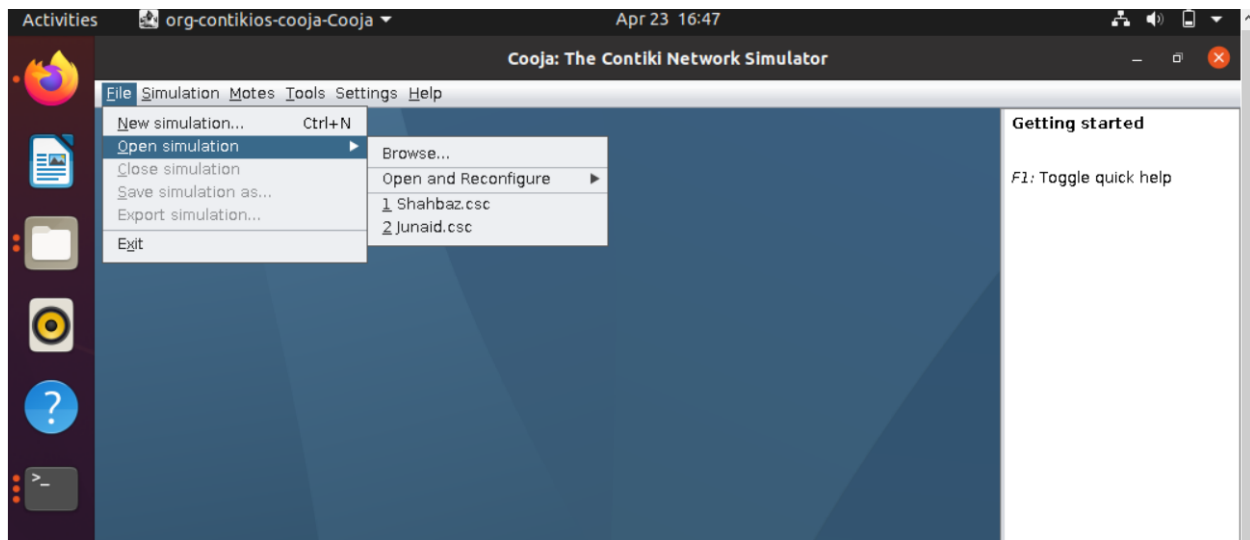 Activities org-contikios-cooja-Cooja Apr 23 16:47
Cooja: The Contiki Network Simulator
File Simulation Motes Tools Settings Help
New simulation... Ctrl+N
Open simulation
Close simulation
Save simulation as...
Export simulation...
Exit
Browse...
Open and Reconfigure
1 Shahbaz.csc
2 Junaid.csc
Getting started
F1: Toggle quick help
?
>_